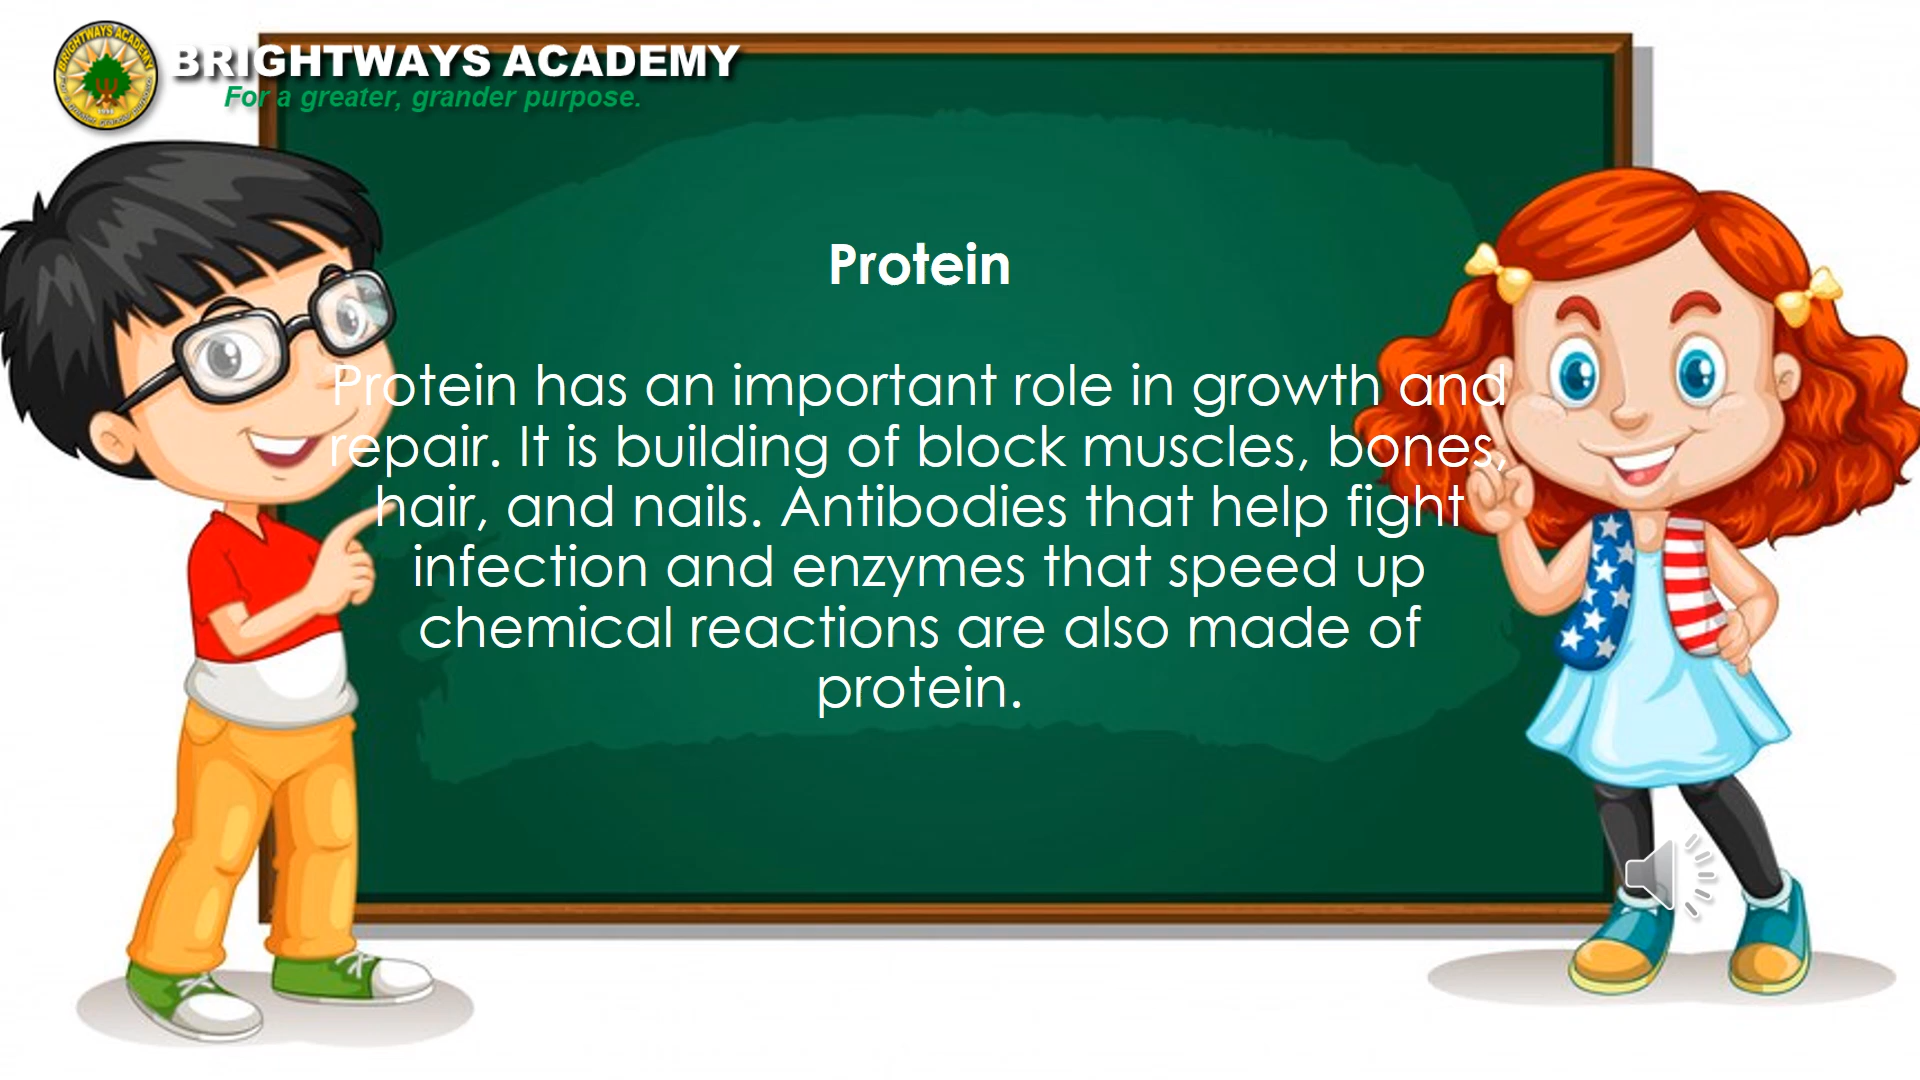 BRIGHTWAYS ACADEMY
BRIGHTWAYS ACADEMY
For a greater, grander purpose.
Protein
Protein has an important role in growth and
repair. It is building of block muscles, bones,
hair, and nails. Antibodies that help fight
infection and enzymes that speed up
chemical reactions are also made of
protein.